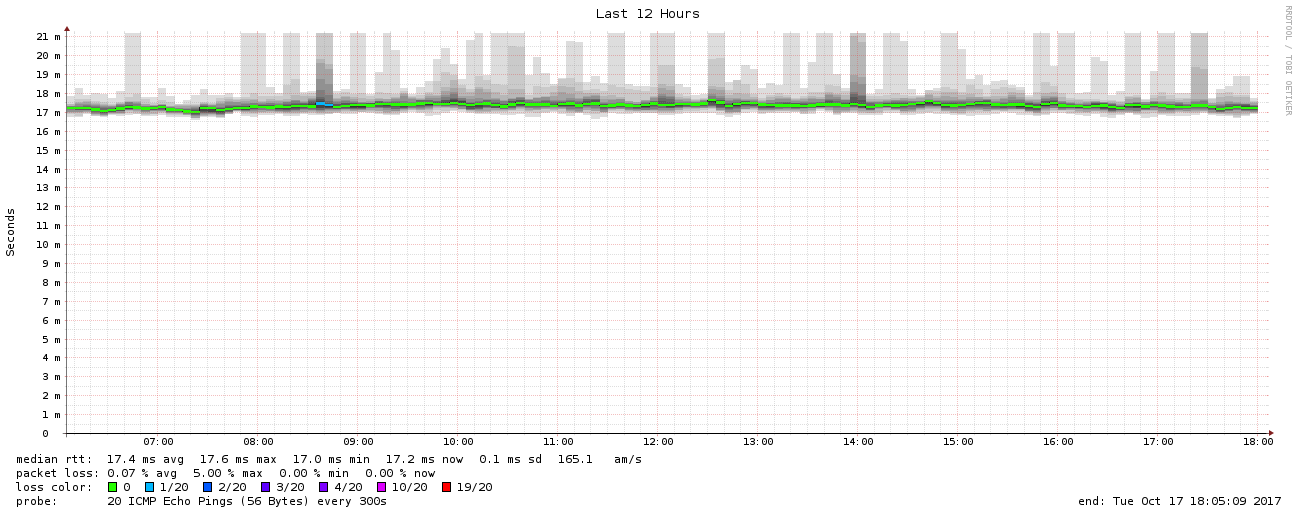 Last 12 Hours
RRDTOOL / TOBI OETIKER
21 m
20 m
19 m
18 m
17 m
16 m
15 m
14 m
13 m
12 m
11 m
10 m
9 m
8 m
7 m
6 m
5 m
4 m
3 m
2 m
1 m
0
Seconds
07:00 08:00 09:00 10:00 11:00 12:00 13:00 14:00 15:00 16:00 17:00 18:00
median rtt: 17.4 ms avg 17.6 ms max 17.0 ms min 17.2 ms now 0.1 ms sd 165.1 am/s
packet loss: 0.07 % avg 5.00 % max 0.00 % min 0.00 % now
loss color: 0 1/20 2/20 3/20 4/20 10/20 19/20
probe: 20 ICMP Echo Pings (56 Bytes) every 300s end: Tue Oct 17 18:05:09 2017